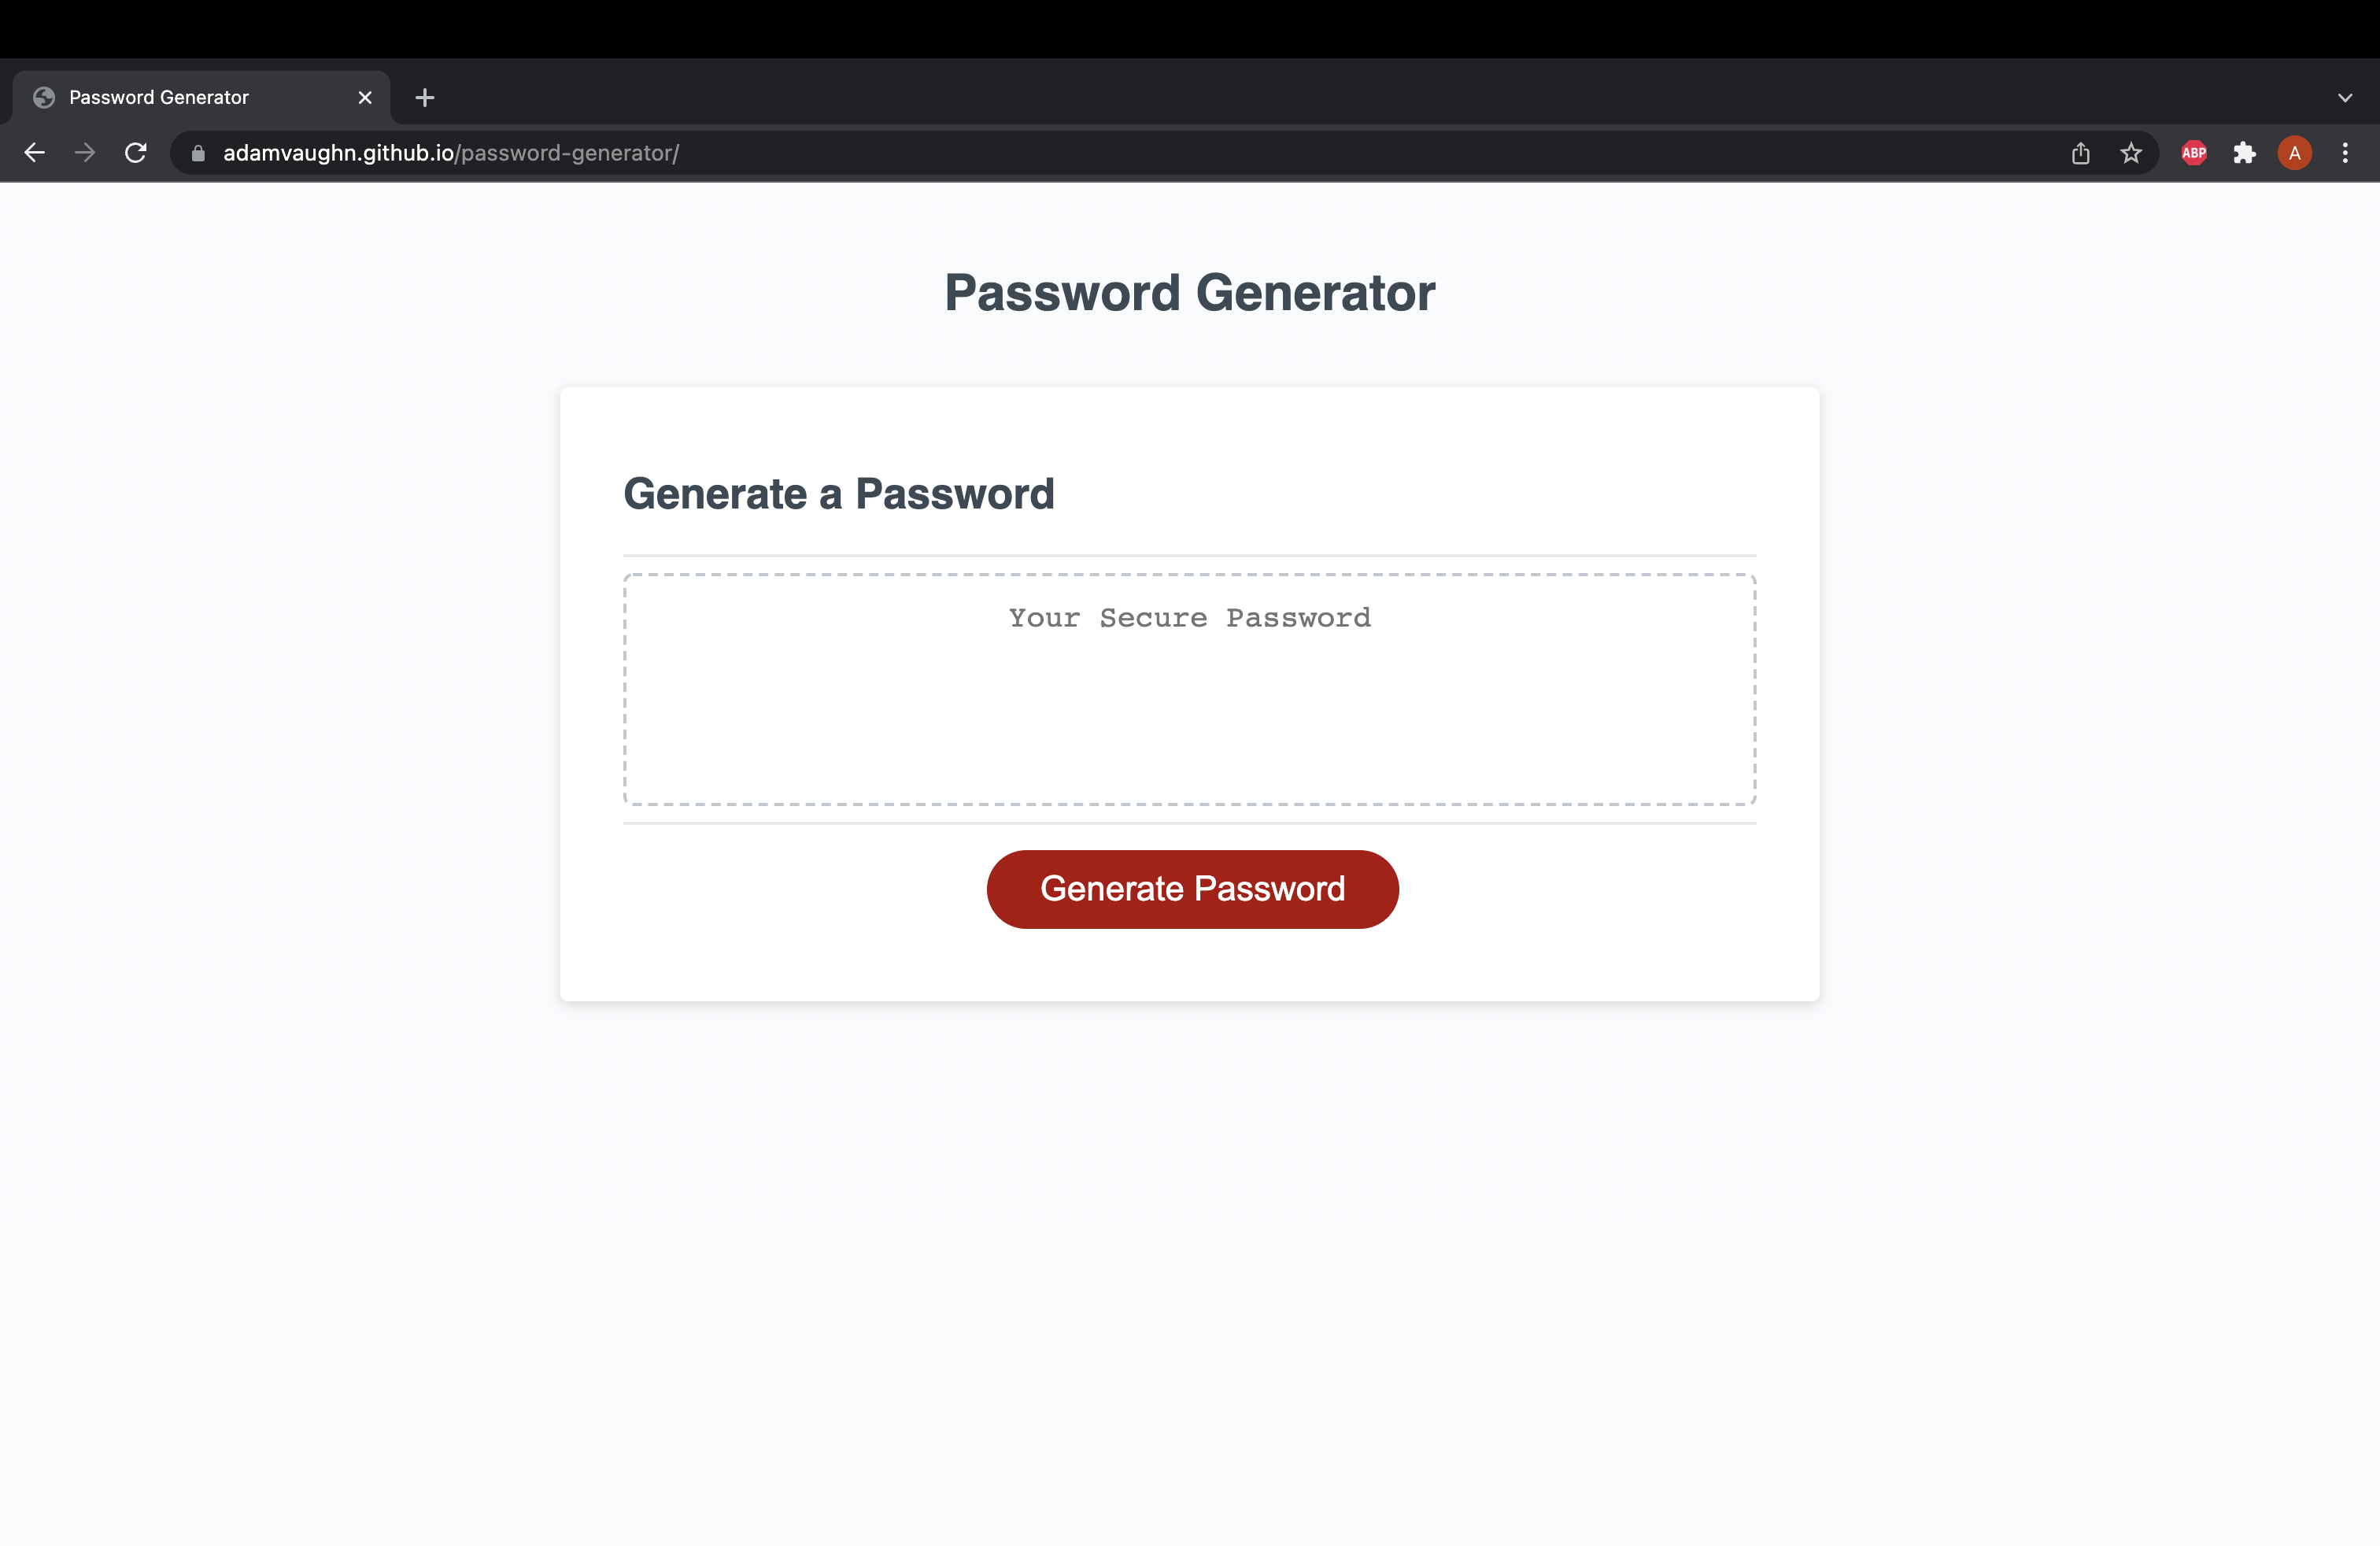 Password Generator
adamvaughn.github.io/password-generator/
ABP
A
Password Generator
Generate a Password
Your Secure Password
Generate Password